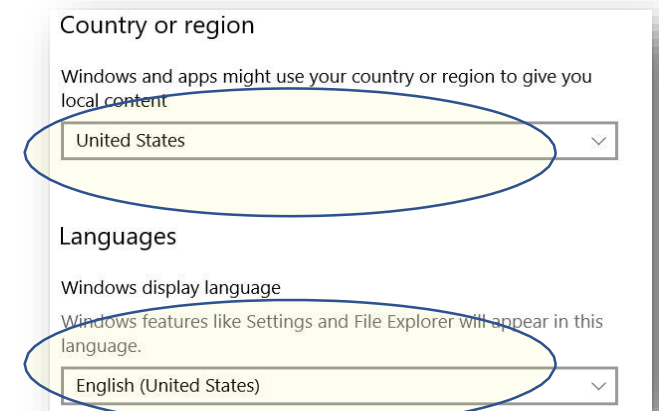 Country or region
Windows and apps might use your country or region to give you
local content
United States
Languages
Windows display language
Windows features like Settings and File Explorer will appear in this
language.
English (United States)